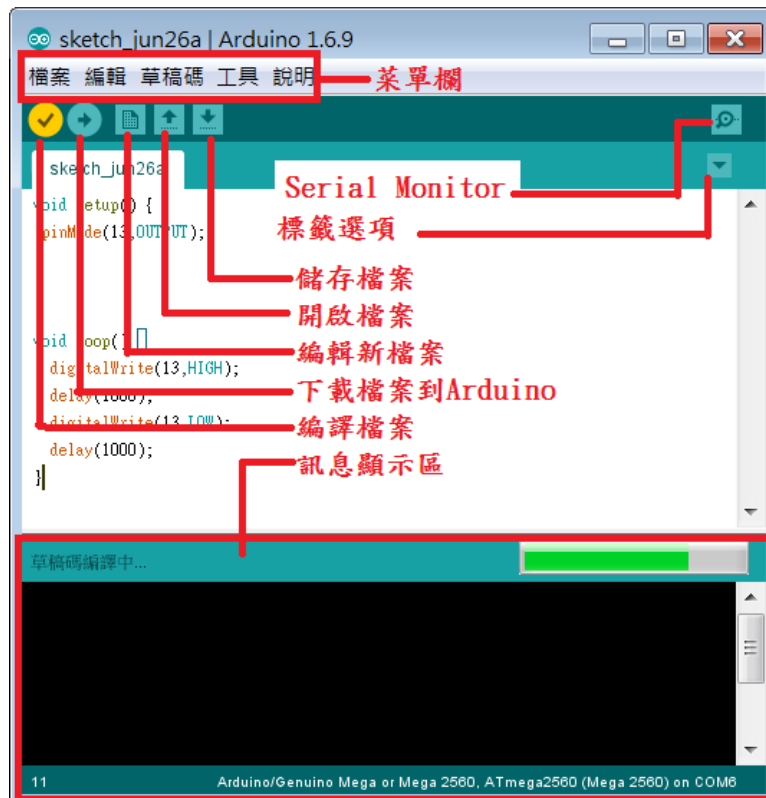 sketch_jun26a | Arduino 1.6.9
檔案 編輯 草稿碼 工具 說明
菜單欄
sketch_jun26a
Serial Monitor
標籤選項
void setup() {
pinMode(13,OUTPUT);
儲存檔案
開啟檔案
void loop()
編輯新檔案
digitalWrite(13,HIGH);
下載檔案到Arduino
delay(1000);
digitalWrite(13,LOW);
編譯檔案
delay(1000);
訊息顯示區
}
草稿碼編譯中...
11
Arduino/Genuino Mega or Mega 2560, ATmega2560 (Mega 2560) on COM6